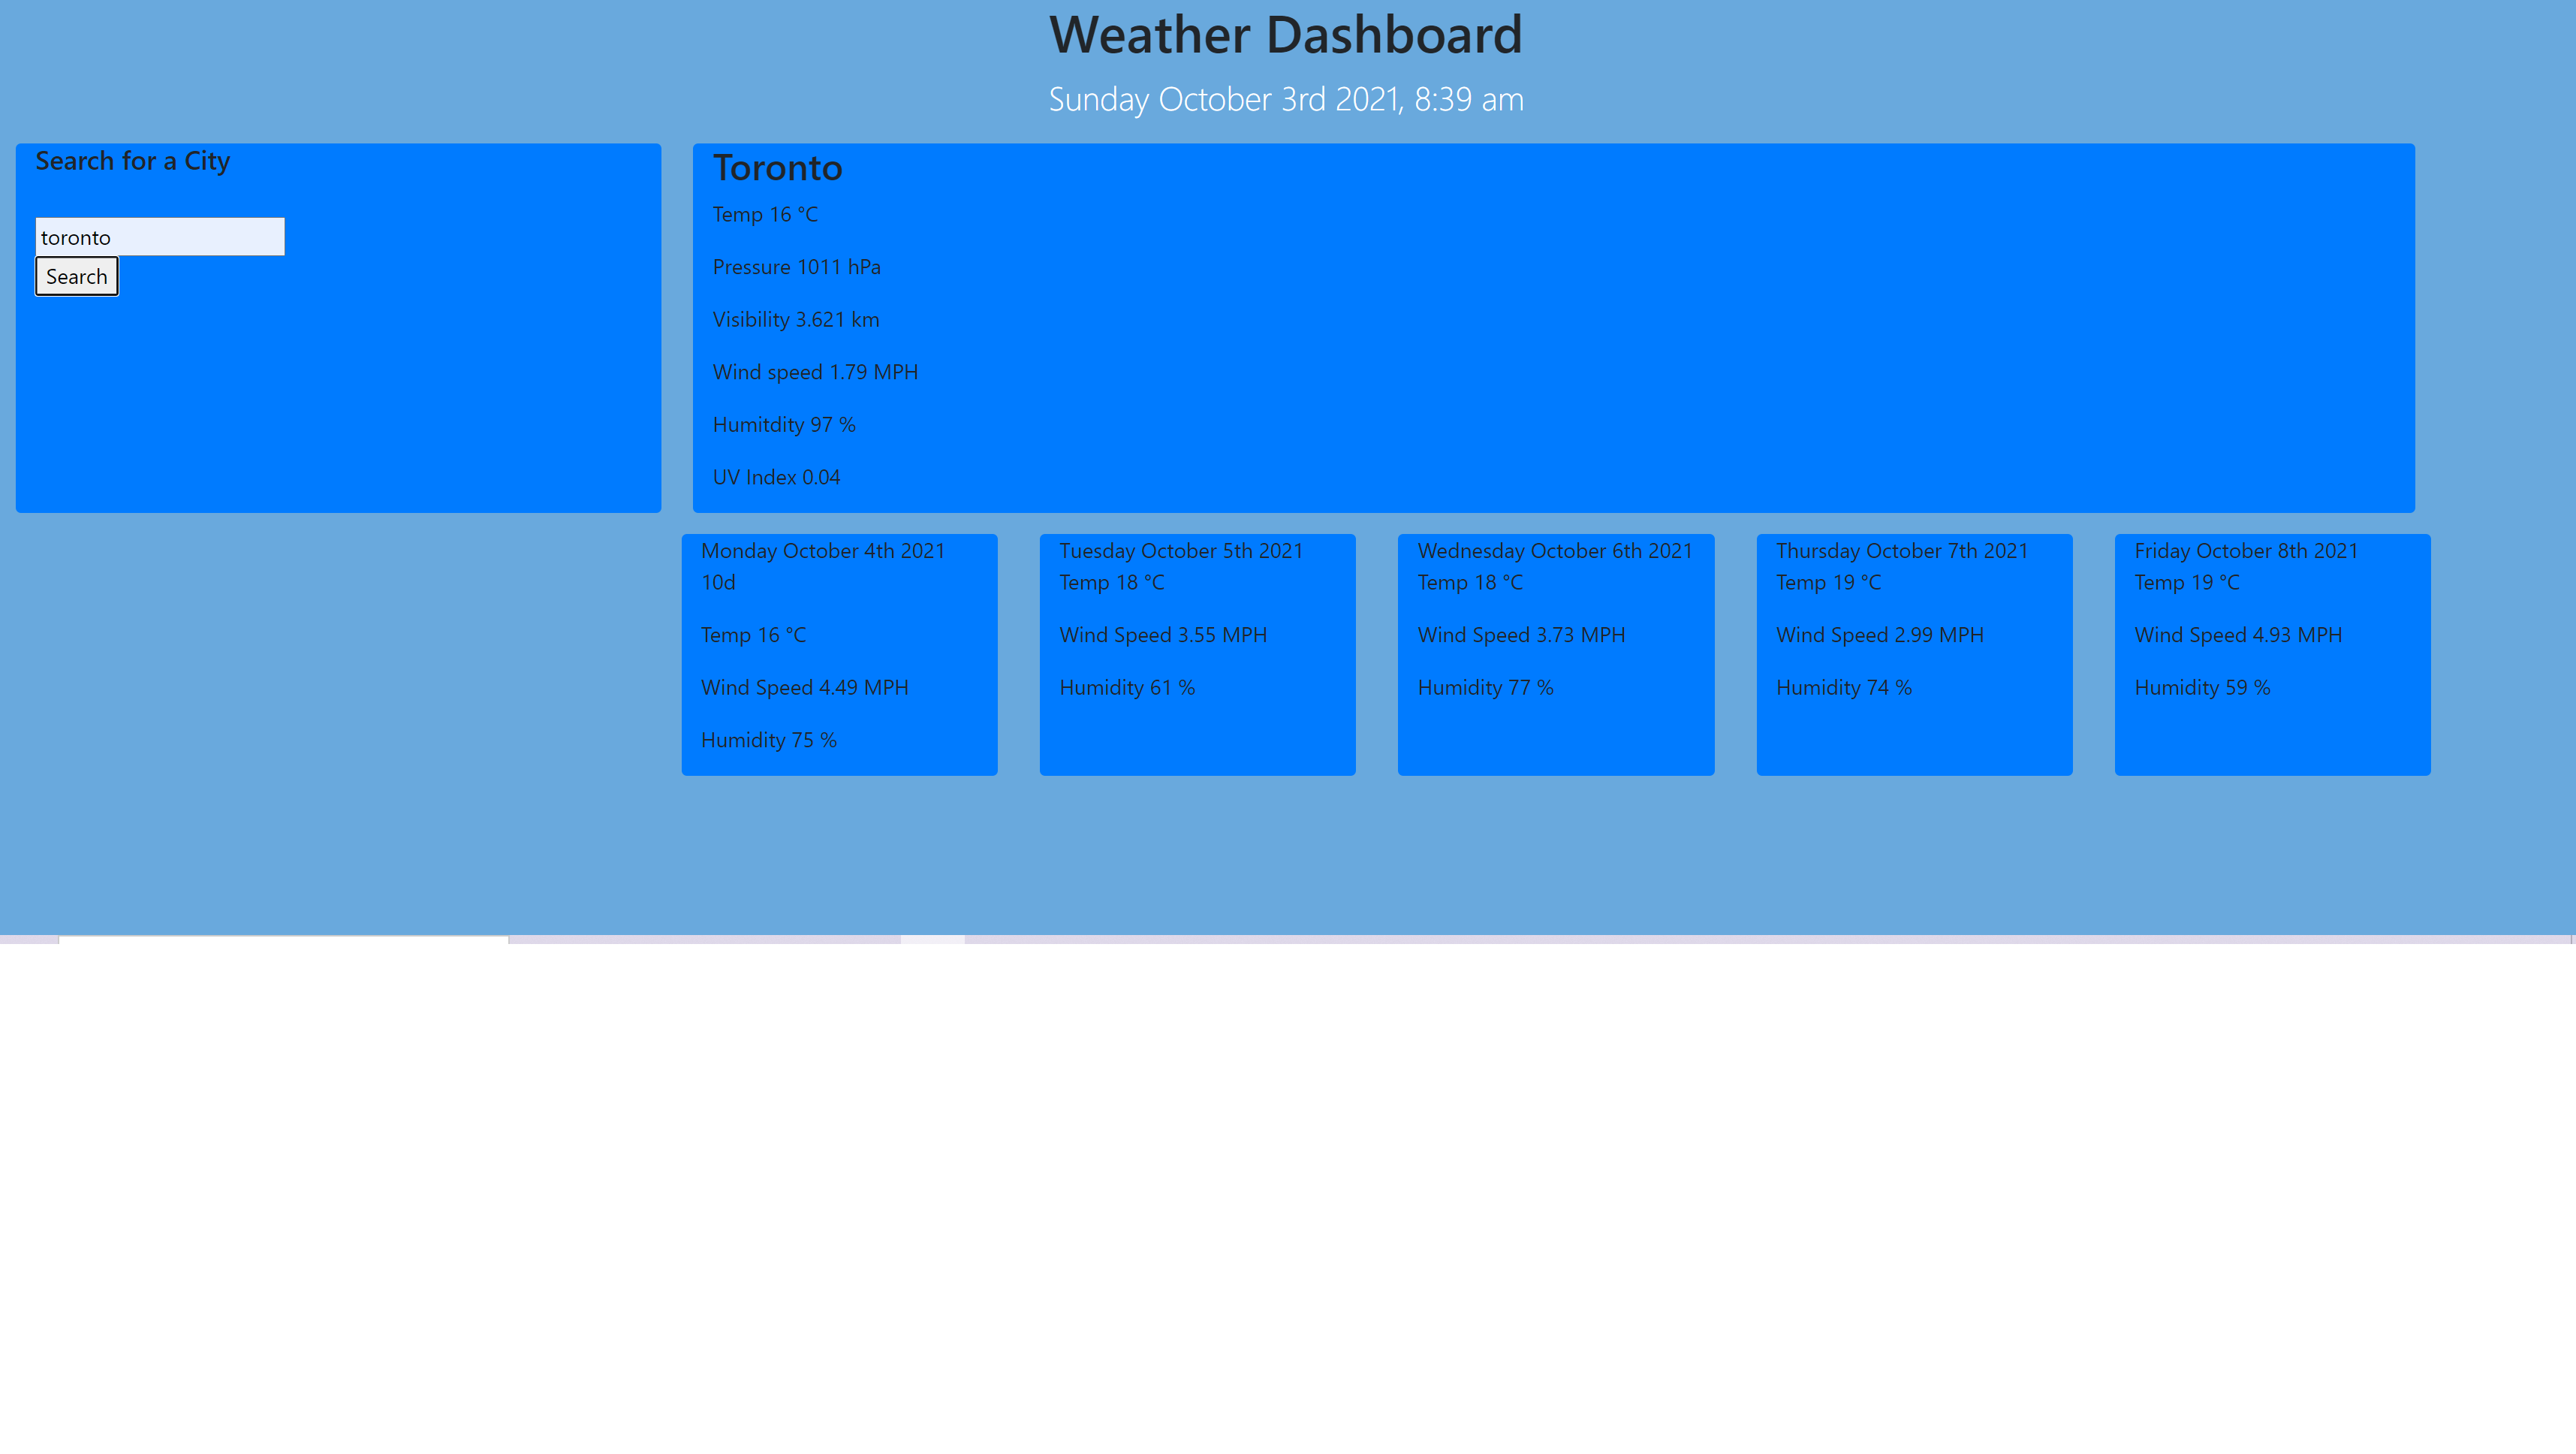 Weather Dashboard
Sunday October 3rd 2021, 8:39 am
Search for a City
toronto
Search
Toronto
Temp 16 °C
Pressure 1011 hPa
Visibility 3.621 km
Wind speed 1.79 MPH
Humitdity 97 %
UV Index 0.04
Monday October 4th 2021
10d
Temp 16 °C
Wind Speed 4.49 MPH
Humidity 75 %
Tuesday October 5th 2021
Temp 18 °C
Wind Speed 3.55 MPH
Humidity 61 %
Wednesday October 6th 2021
Temp 18 °C
Wind Speed 3.73 MPH
Humidity 77 %
Thursday October 7th 2021
Temp 19 °C
Wind Speed 2.99 MPH
Humidity 74 %
Friday October 8th 2021
Temp 19 °C
Wind Speed 4.93 MPH
Humidity 59 %